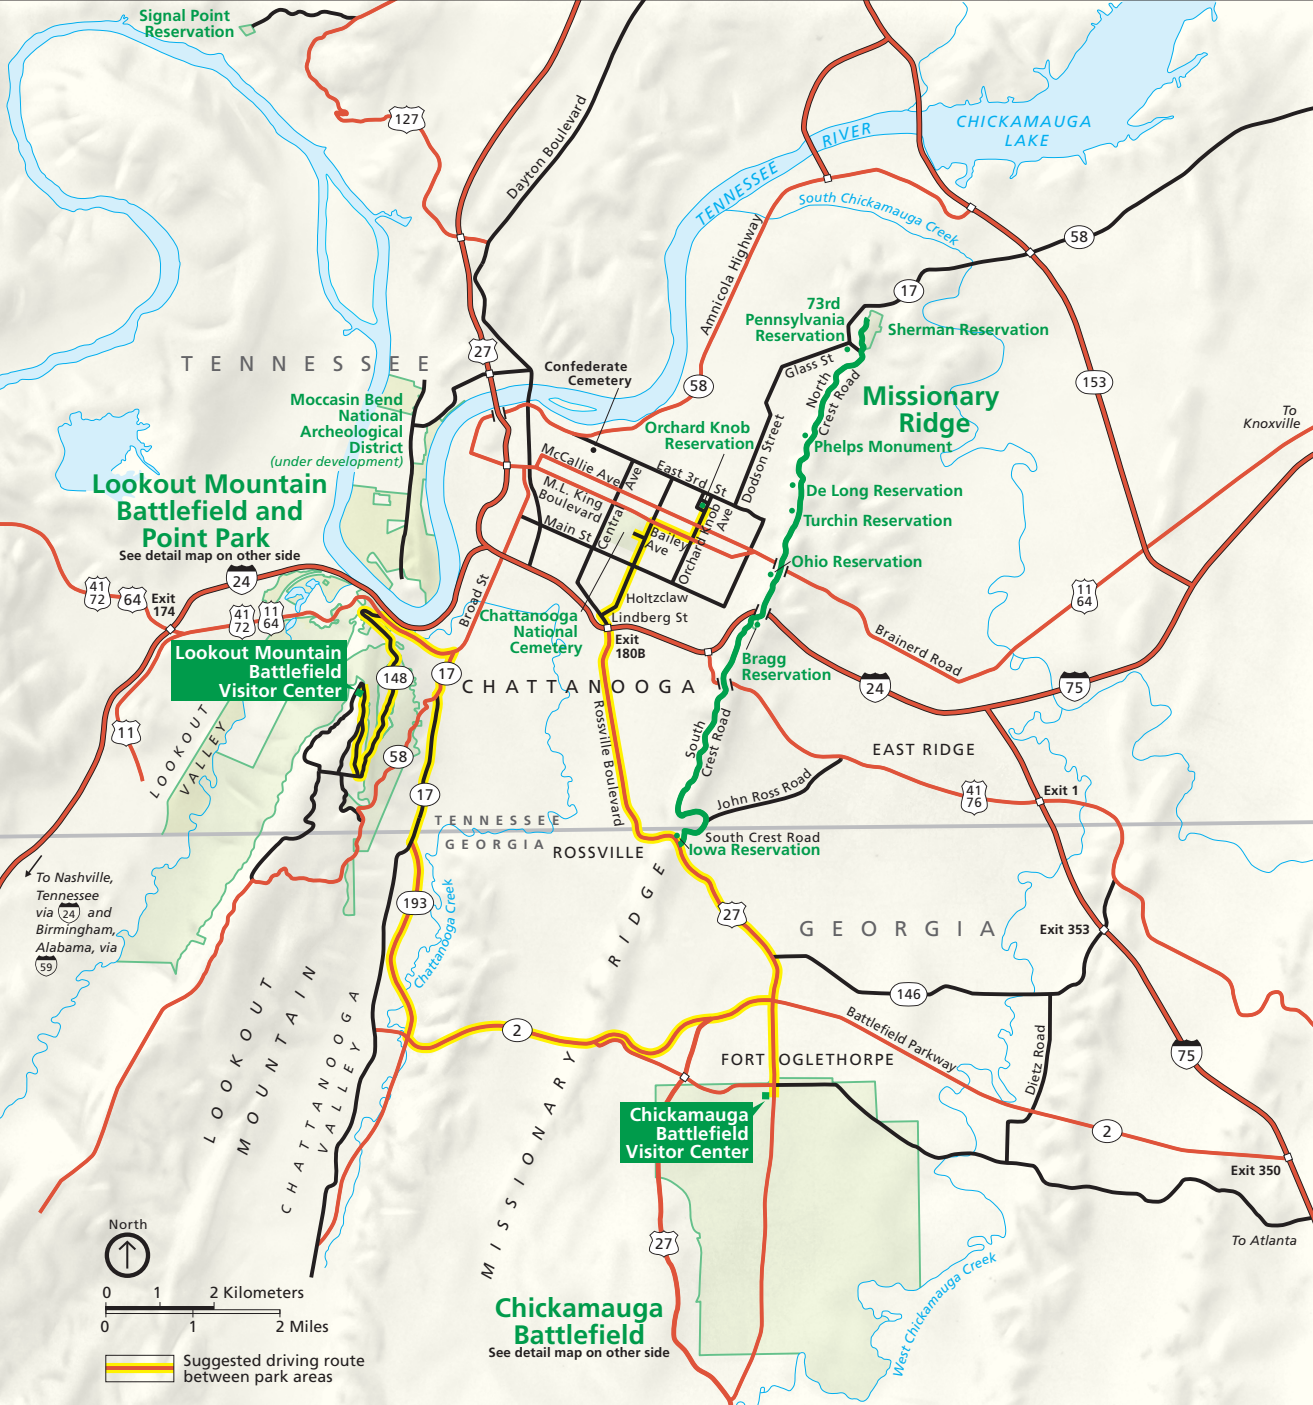 Signal Point
Reservation
127
Dayton Boulevard
TENNESSEE RIVER
CHICKAMAUGA
LAKE
South Chickamauga Creek
58
17
Amnicola Highway
73rd
Pennsylvania
Reservation
Sherman Reservation
TENNESSEE
27
Confederate
Cemetery
58
Glass St
North
Crest Road
Missionary
Ridge
153
To
Knoxville
Moccasin Bend
National
Archeological
District
(under development)
Orchard Knob
Reservation
Dodson Street
Phelps Monument
McCallie Ave
East 3rd St
M.L. King
Boulevard
Central Ave
Main St
Bailey
Ave
Orchard Knob
Ave
De Long Reservation
Turchin Reservation
Lookout Mountain
Battlefield and
Point Park
See detail map on other side
24
41
72
64
Exit
174
41
72
11
64
Ohio Reservation
11
64
Broad St
Holtzclaw
Lindberg St
Chattanooga
National
Cemetery
Exit
180B
Brainerd Road
Lookout Mountain
Battlefield
Visitor Center
148
17
CHATTANOOGA
Bragg
Reservation
24
75
11
LOOKOUT
VALLEY
58
Rossville Boulevard
South
Crest Road
EAST RIDGE
17
John Ross Road
41
76
Exit 1
TENNESSEE
GEORGIA
ROSSVILLE
South Crest Road
Iowa Reservation
To Nashville,
Tennessee
via 24 and
Birmingham,
Alabama, via
59
193
Chattanooga Creek
27
GEORGIA
Exit 353
146
LOOKOUT
MOUNTAIN
CHATTANOOGA
VALLEY
2
MISSIONARY RIDGE
Battlefield Parkway
Dietz Road
75
FORT OGLETHORPE
Chickamauga
Battlefield
Visitor Center
2
Exit 350
To Atlanta
27
North
0 1 2 Kilometers
0 1 2 Miles
Chickamauga
Battlefield
See detail map on other side
West Chickamauga Creek
Suggested driving route
between park areas